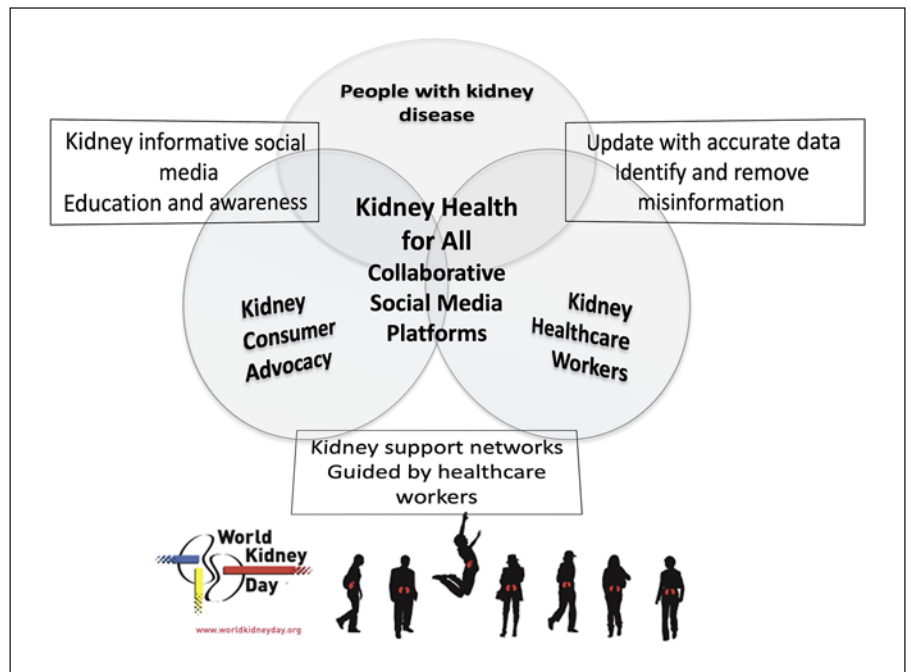 People with kidney
disease
Kidney informative social
media
Education and awareness
Update with accurate data
Identify and remove
misinformation
Kidney Health
for All
Collaborative
Social Media
Platforms
Kidney
Consumer
Advocacy
Kidney
Healthcare
Workers
Kidney support networks
Guided by healthcare
workers
World
Kidney
Day
www.worldkidneyday.org